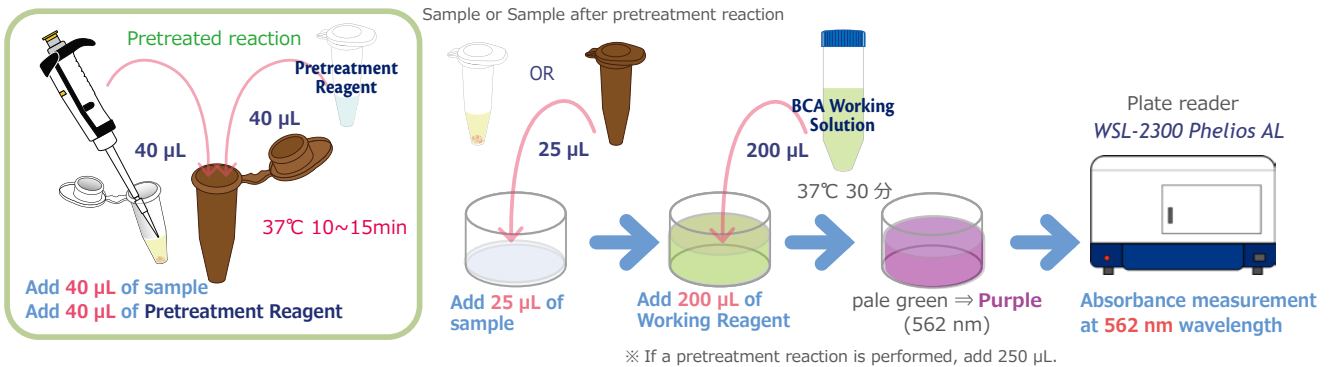 Pretreated reaction
Pretreatment
Reagent
40 µL
40 µL
37℃ 10~15min
Add 40 µL of sample
Add 40 µL of Pretreatment Reagent
Sample or Sample after pretreatment reaction
OR
25 µL
Add 25 µL of
sample
200 µL
BCA Working
Solution
Add 200 µL of
Working Reagent
37℃ 30 分
pale green ⇒ Purple
(562 nm)
Plate reader
WSL-2300 Phelios AL
Absorbance measurement
at 562 nm wavelength
※ If a pretreatment reaction is performed, add 250 µL.